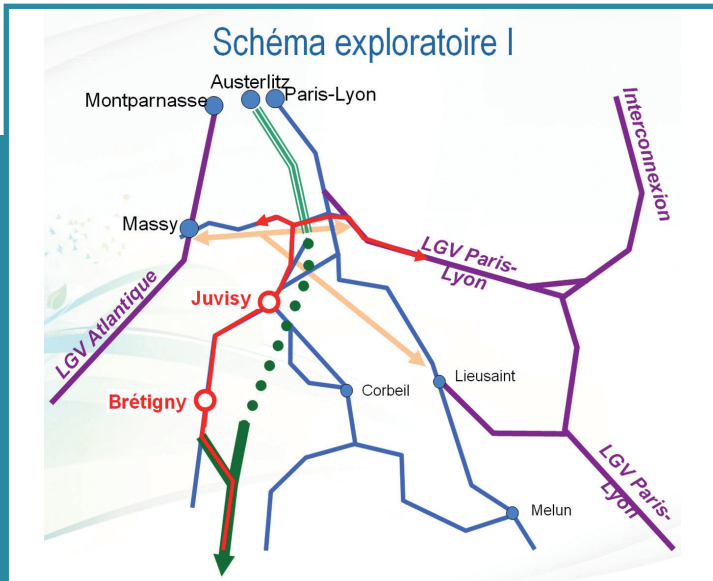 Schéma exploratoire I
Austerlitz
Montparnasse
Paris-Lyon
Interconnexion
Massy
LGV Paris-
Lyon
Juvisy
LGV Atlantique
Lieusaint
Corbeil
Brétigny
LGV Paris-
Lyon
Melun